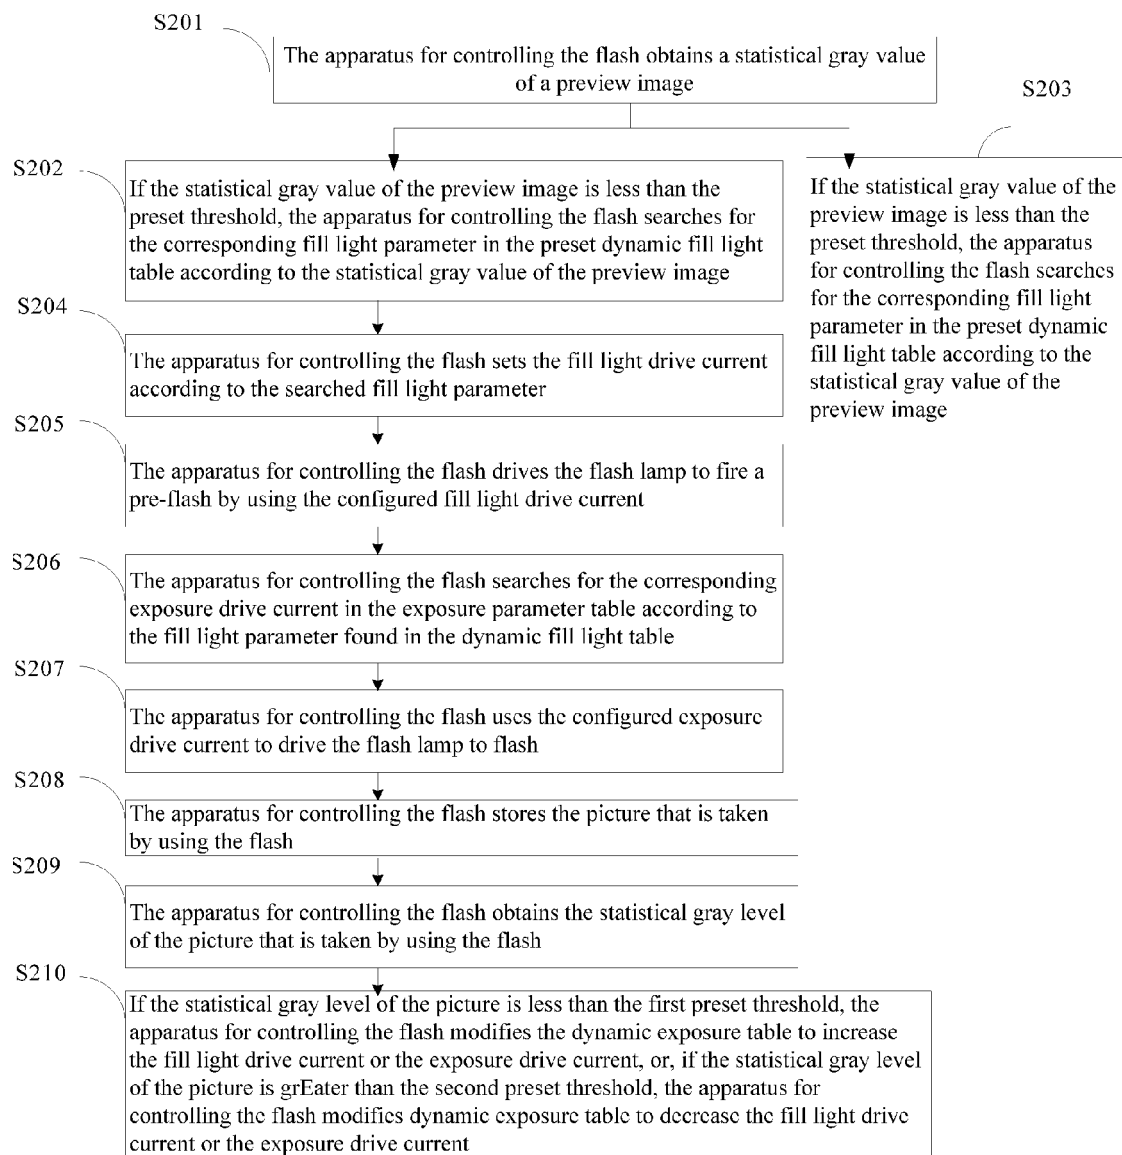 S201
The apparatus for controlling the flash obtains a statistical gray value
of a preview image
S203
S202
If the statistical gray value of the preview image is less than the
preset threshold, the apparatus for controlling the flash searches for
the corresponding fill light parameter in the preset dynamic fill light
table according to the statistical gray value of the preview image
If the statistical gray value of the
preview image is less than the
preset threshold, the apparatus
for controlling the flash searches
for the corresponding fill light
parameter in the preset dynamic
fill light table according to the
statistical gray value of the
preview image
S204
The apparatus for controlling the flash sets the fill light drive current
according to the searched fill light parameter
S205
The apparatus for controlling the flash drives the flash lamp to fire a
pre-flash by using the configured fill light drive current
S206
The apparatus for controlling the flash searches for the corresponding
exposure drive current in the exposure parameter table according to
the fill light parameter found in the dynamic fill light table
S207
The apparatus for controlling the flash uses the configured exposure
drive current to drive the flash lamp to flash
S208
The apparatus for controlling the flash stores the picture that is taken
by using the flash
S209
The apparatus for controlling the flash obtains the statistical gray level
of the picture that is taken by using the flash
S210
If the statistical gray level of the picture is less than the first preset threshold, the
apparatus for controlling the flash modifies the dynamic exposure table to increase
the fill light drive current or the exposure drive current, or, if the statistical gray level
of the picture is grEater than the second preset threshold, the apparatus for
controlling the flash modifies dynamic exposure table to decrease the fill light drive
current or the exposure drive current